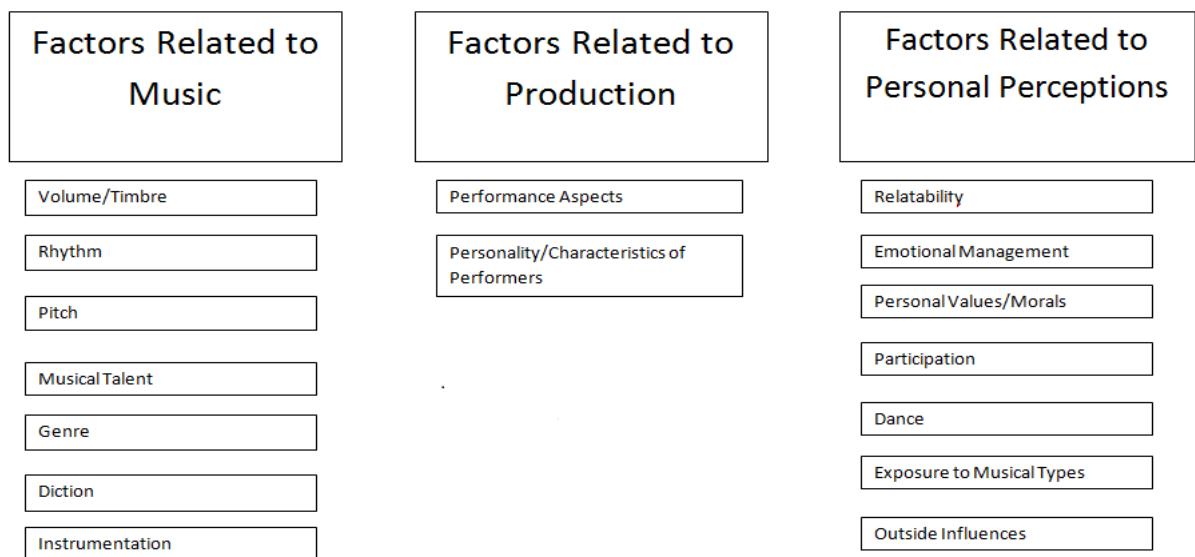 Factors Related to
Music
Volume/Timbre
Rhythm
Pitch
Musical Talent
Genre
Diction
Instrumentation
Factors Related to
Production
Performance Aspects
Personality/Characteristics of
Performers
Factors Related to
Personal Perceptions
Relatability
Emotional Management
Personal Values/Morals
Participation
Dance
Exposure to Musical Types
Outside Influences